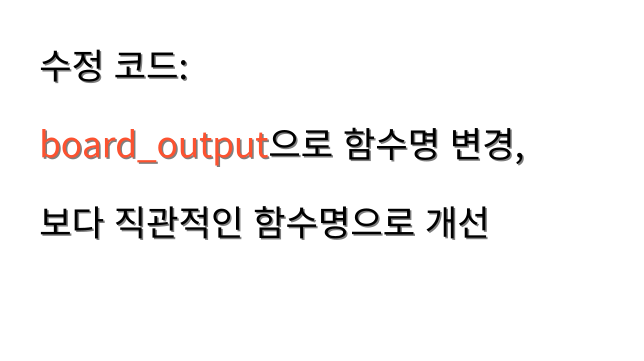 수정 코드:
board_output으로 함수명 변경,
보다 직관적인 함수명으로 개선